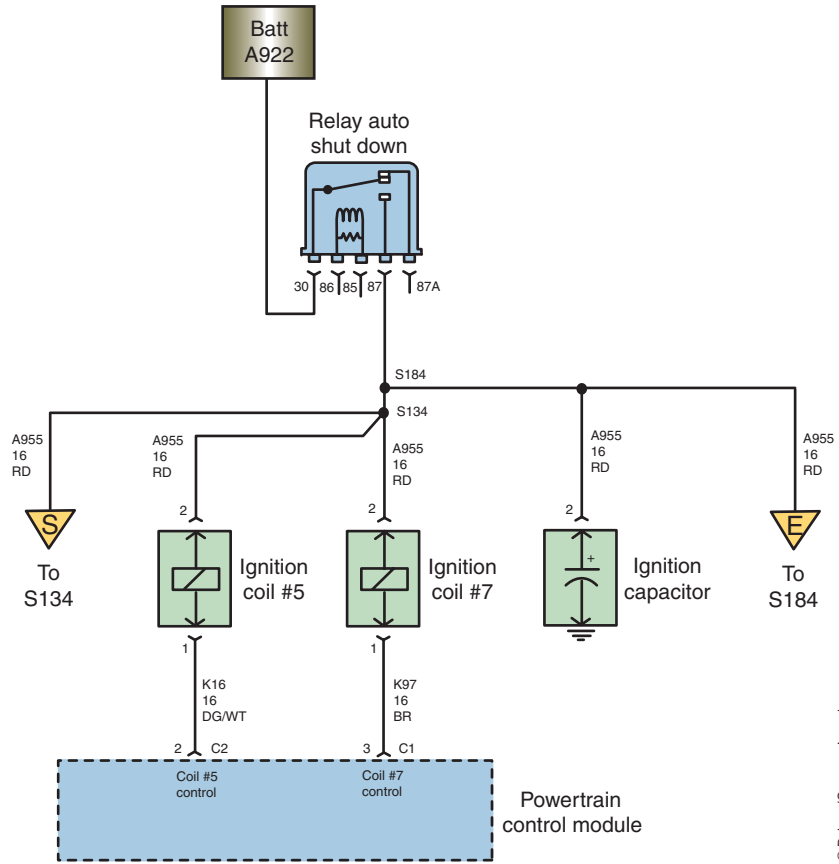 Batt
A922
Relay auto
shut down
30 86 85 87 87A
S184
S134
A955
16
RD
A955
16
RD
A955
16
RD
A955
16
RD
A955
16
RD
2
2
2
S
To
S134
Ignition
coil #5
Ignition
coil #7
+
Ignition
capacitor
E
To
S184
1
1
K16
16
DG/WT
K97
16
BR
2 C2
3 C1
Coil #5
control
Coil #7
control
Powertrain
control module